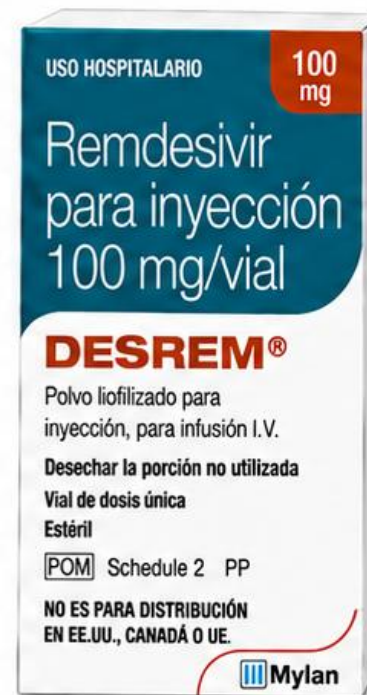 USO HOSPITALARIO
100
mg
Remdesivir
para inyección
100 mg/vial
DESREM®
Polvo liofilizado para
inyección, para infusión I.V.
Desechar la porción no utilizada
Vial de dosis única
Estéril
POM Schedule 2 PP
NO ES PARA DISTRIBUCIÓN
EN EE.UU., CANADÁ O UE.
Mylan